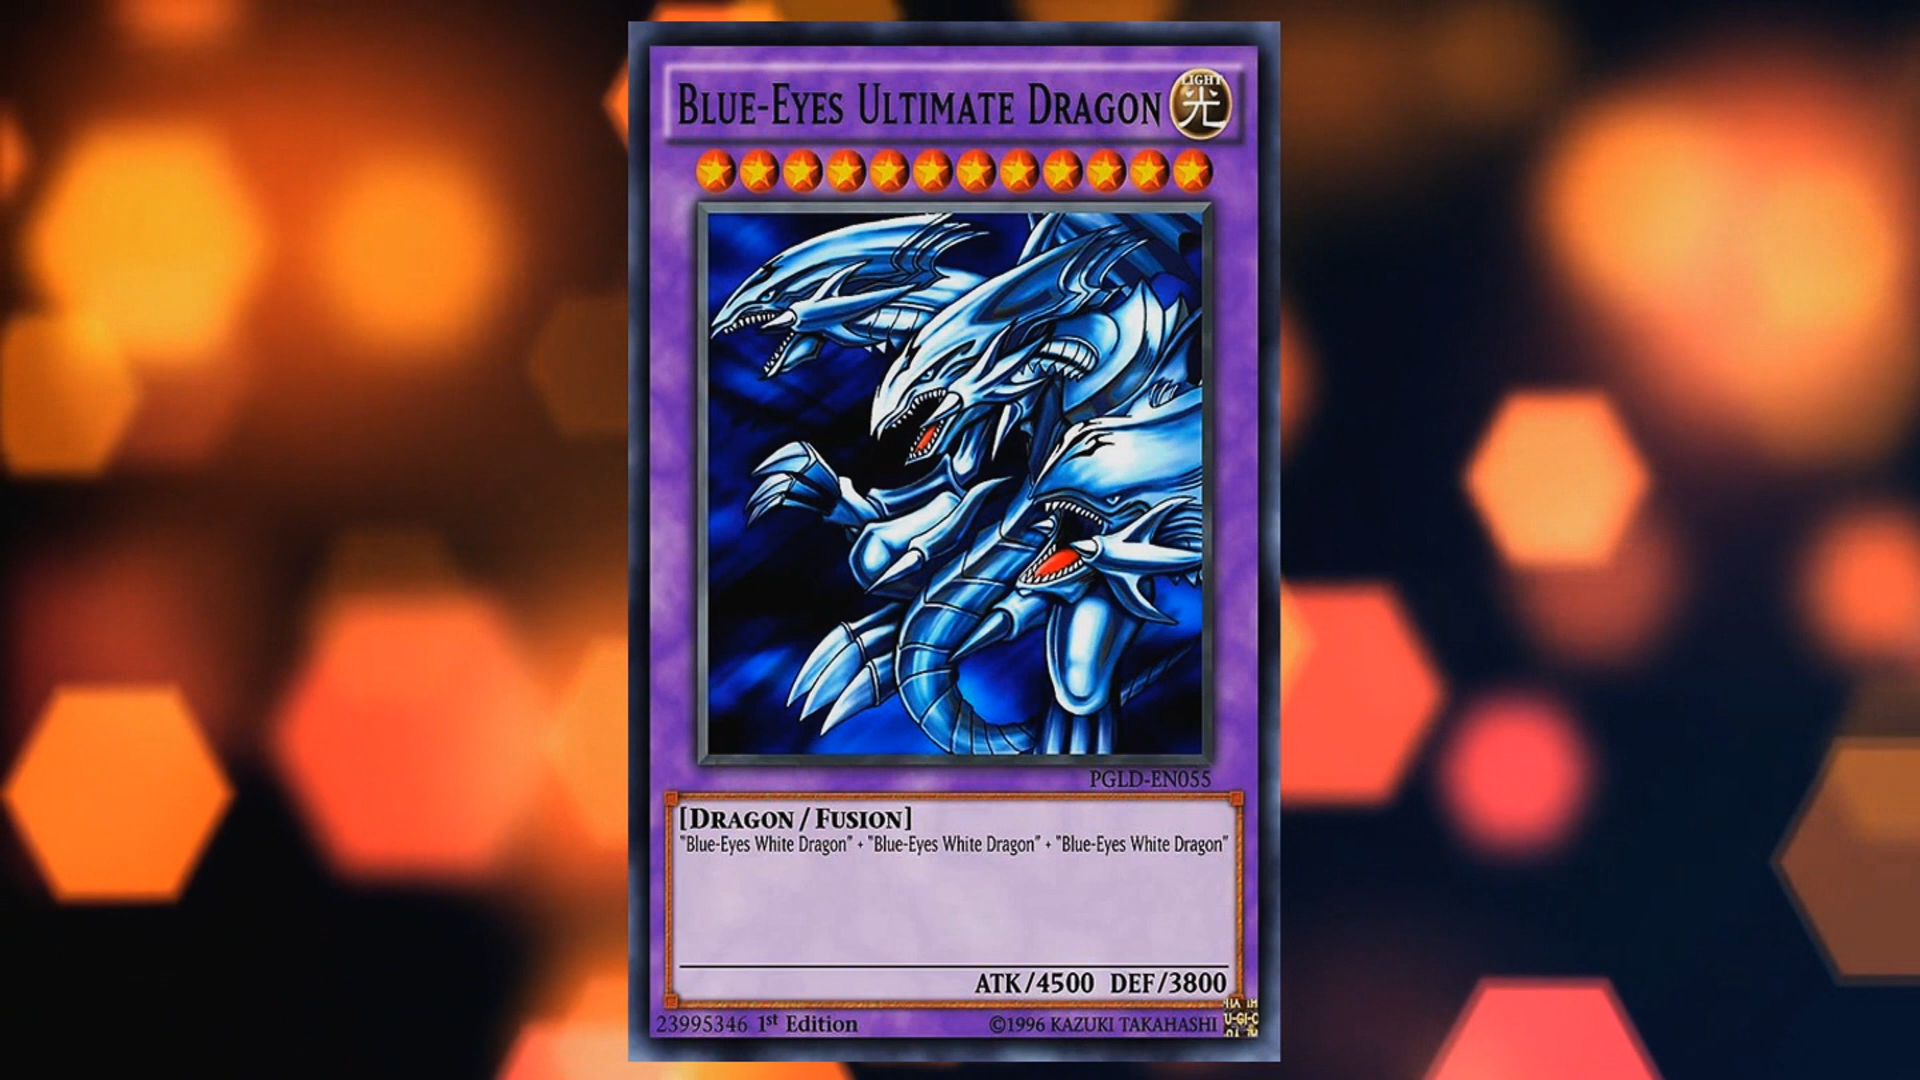 BLUE-EYES ULTIMATE DRAGON
LIGHT
光
PGLD-EN055
[DRAGON / FUSION]
"Blue-Eyes White Dragon" + "Blue-Eyes White Dragon" + "Blue-Eyes White Dragon"
ATK/4500 DEF/3800
23995346 1st Edition
©1996 KAZUKI TAKAHASHI